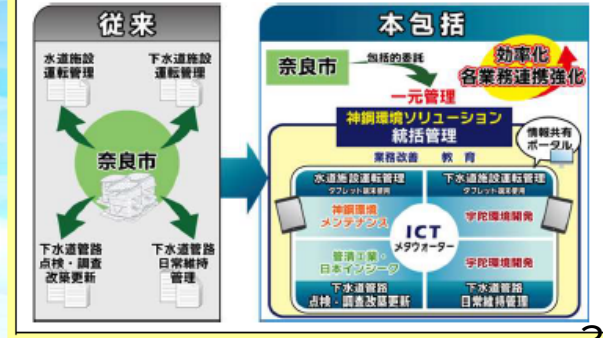 従来
水道施設
運転管理
下水道施設
運転管理
奈良市
下水道管路
点検・調査
改築更新
下水道管路
日常維持
管理
本包括
奈良市
包括的委託
効率化
各業務連携強化
一元管理
神鋼環境ソリューション
統括管理
情報共有
ポータル
業務改善 教育
水道施設運転管理
タブレット端末使用
下水道施設運転管理
タブレット端末使用
神鋼環境
メンテナンス
宇陀環境開発
ICT
メタウォーター
管清工業・
日本インシーク
宇陀環境開発
下水道管路
点検・調査改築更新
下水道管路
日常維持管理